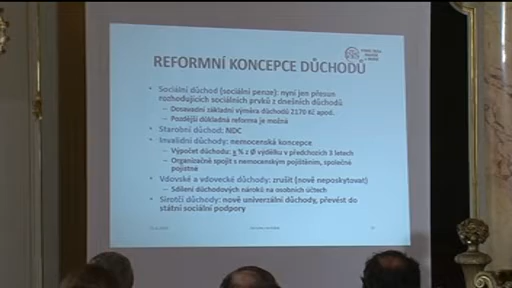 REFORMNÍ KONCEPCE DŮCHODŮ
• Sociální důchod (sociální penze): nyní jen přesun
rozhodujících sociálních prvků z dnešních důchodů
– Dosavadní základní výměra důchodů 2170 Kč apod.
– Pozdější důkladná reforma je možná
• Starobní důchod: NDC
• Invalidní důchody: nemocenská koncepce
– Výpočet důchodu: x % z Ø výdělku v předchozích 3 letech
– Organizačně spojit s nemocenským pojištěním, společné
pojistné
• Vdovské a vdovecké důchody: zrušit (nově neposkytovat)
– Sdílení důchodových nároků na osobních účtech
• Sirotčí důchody: nově univerzální důchody, převést do
státní sociální podpory